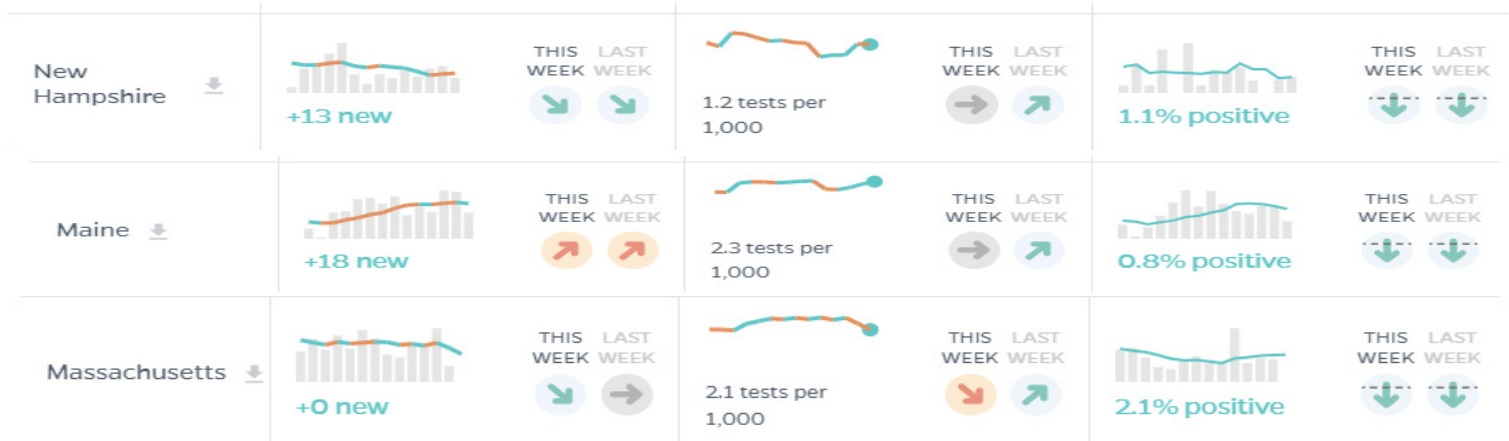 New
Hampshire
+13 new
THIS WEEK
LAST WEEK
1.2 tests per
1,000
THIS WEEK
LAST WEEK
1.1% positive
THIS WEEK
LAST WEEK
Maine
+18 new
THIS WEEK
LAST WEEK
2.3 tests per
1,000
THIS WEEK
LAST WEEK
0.8% positive
THIS WEEK
LAST WEEK
Massachusetts
+0 new
THIS WEEK
LAST WEEK
2.1 tests per
1,000
THIS WEEK
LAST WEEK
2.1% positive
THIS WEEK
LAST WEEK